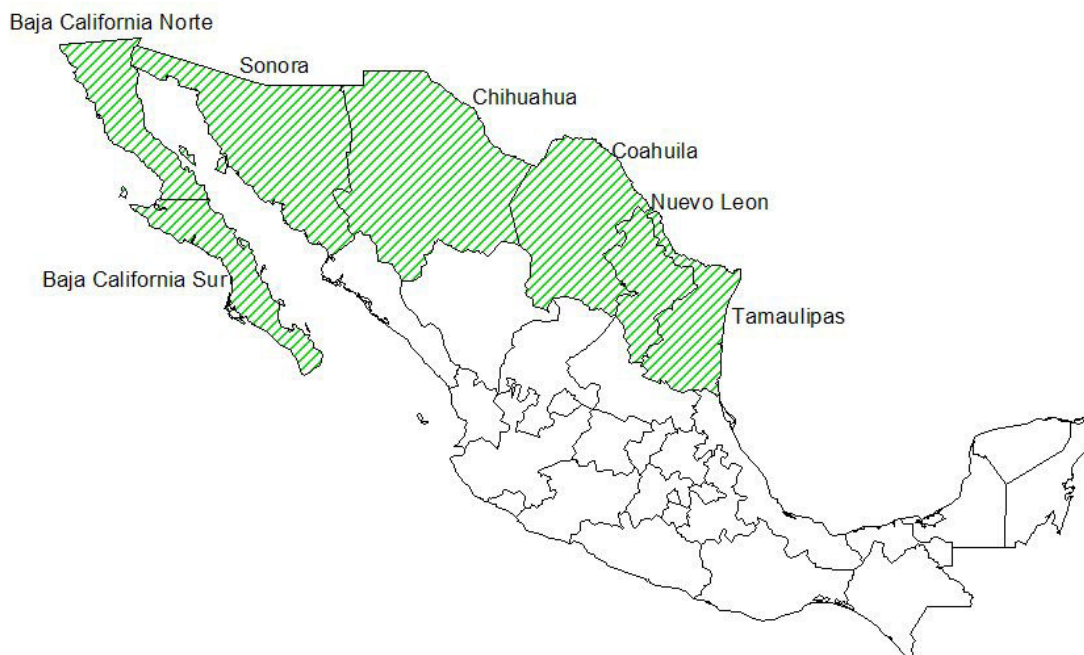 Baja California Norte
Sonora
Chihuahua
Coahuila
Nuevo Leon
Baja California Sur
Tamaulipas